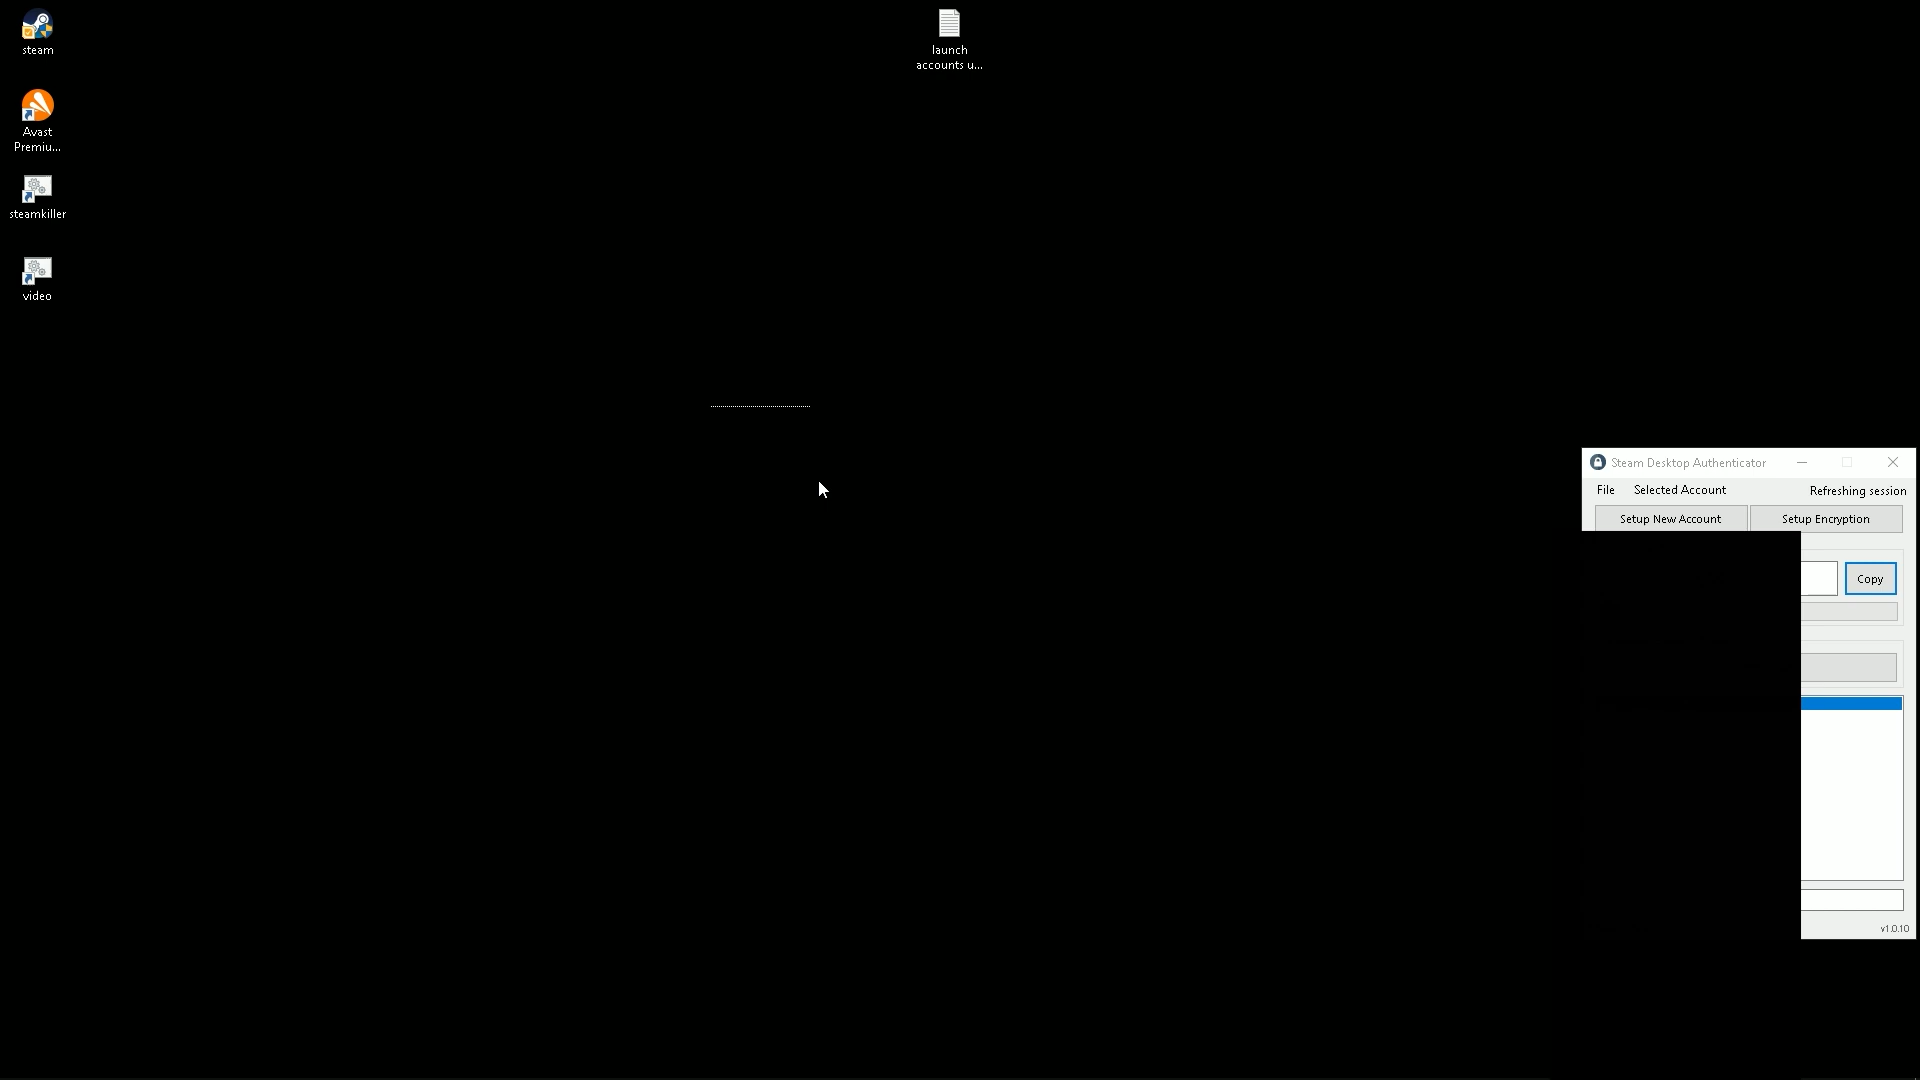 steam
launch
accounts u...
Avast
Premiu...
steamkiller
video
Steam Desktop Authenticator
File Selected Account Refreshing session
Setup New Account Setup Encryption
Copy
v1.0.10